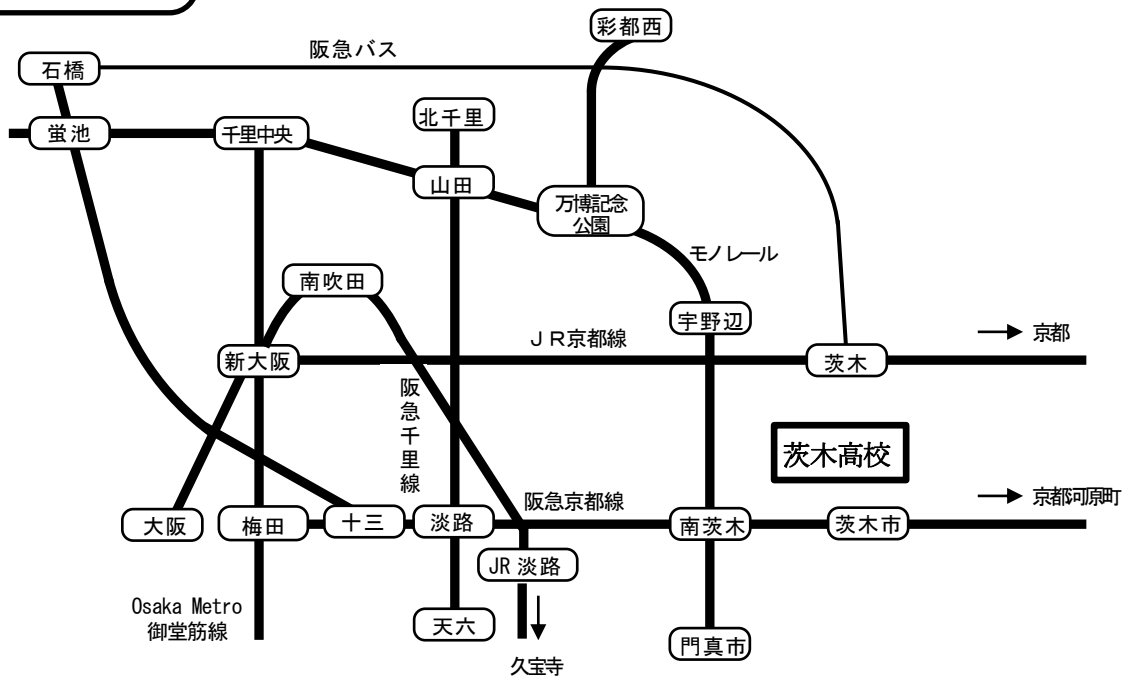 彩都西
阪急バス
石橋
北千里
蛍池
千里中央
山田
万博記念
公園
モノレール
南吹田
宇野辺
ＪＲ京都線
京都
新大阪
茨木
阪急千里線
茨木高校
阪急京都線
京都河原町
大阪
梅田
十三
淡路
南茨木
茨木市
JR 淡路
Osaka Metro
御堂筋線
天六
門真市
久宝寺